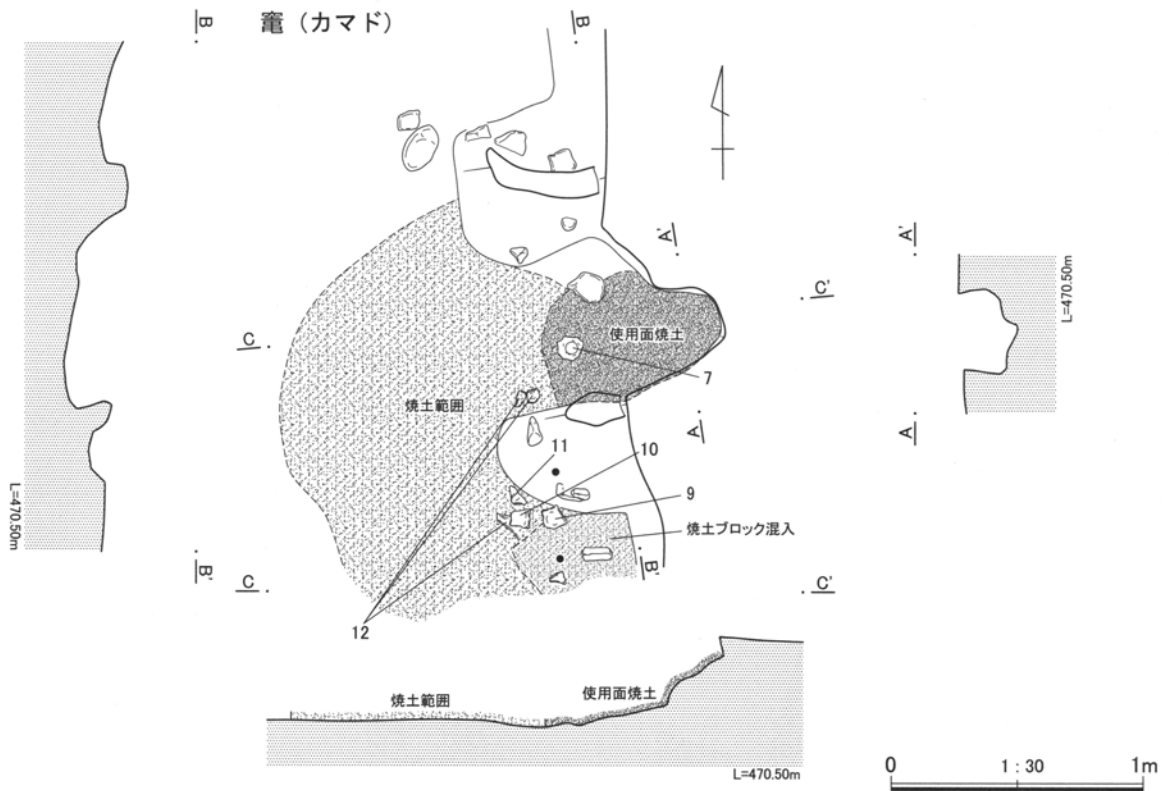 竈（カマド）
B
B
A'
A'
L=470.50m
C'
C
使用面焼土
7
焼土範囲
A
A
11
10
9
焼土ブロック混入
L=470.50m
B'
B'
C
C'
12
焼土範囲
使用面焼土
L=470.50m
0
1：30
1m